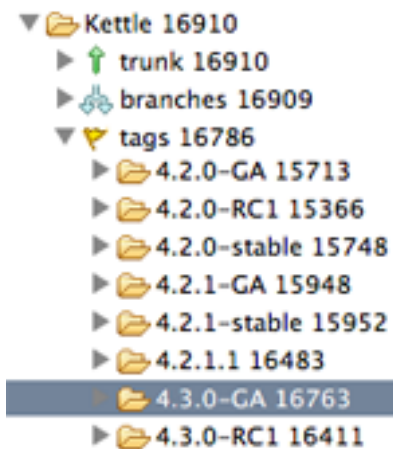 Kettle 16910
trunk 16910
branches 16909
tags 16786
4.2.0-GA 15713
4.2.0-RC1 15366
4.2.0-stable 15748
4.2.1-GA 15948
4.2.1-stable 15952
4.2.1.1 16483
4.3.0-GA 16763
4.3.0-RC1 16411